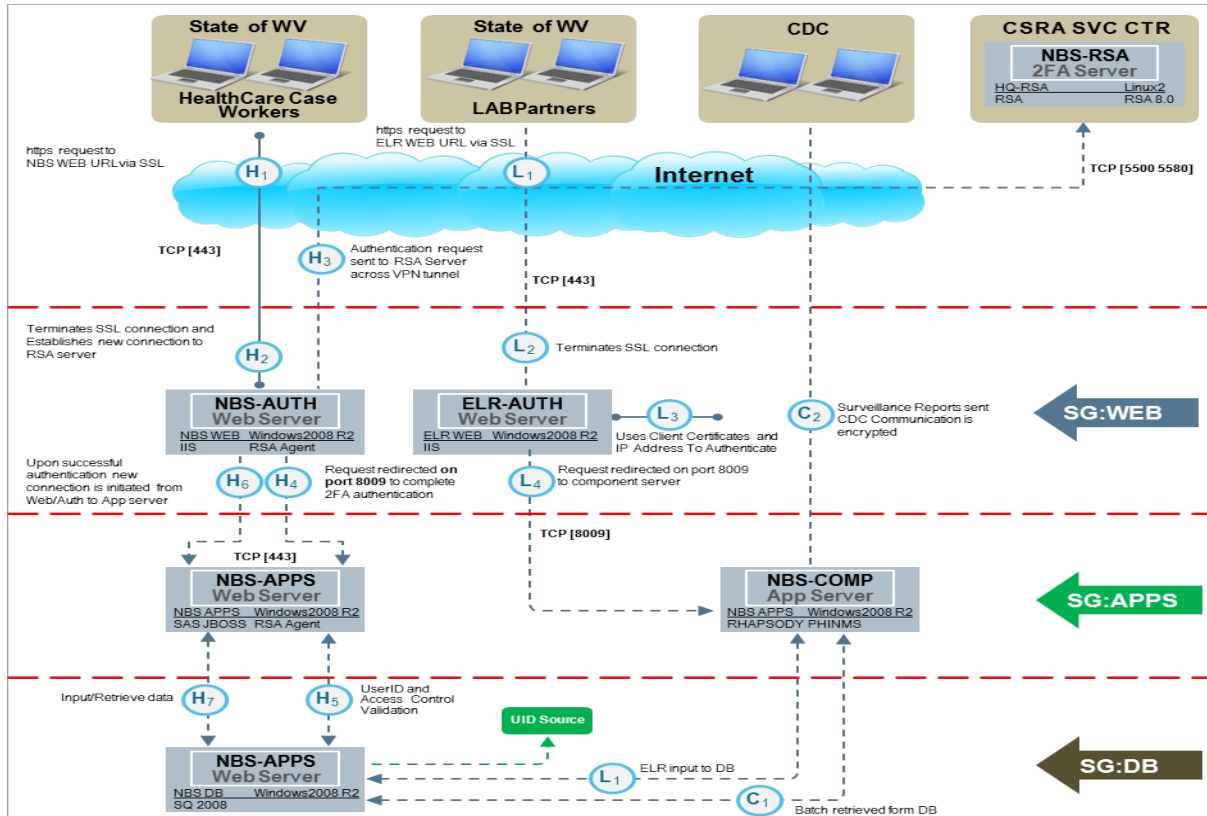 State of WV
HealthCare Case
Workers
State of WV
LABPartners
CDC
CSRA SVC CTR
NBS-RSA
2FA Server
HQ-RSA Linux2
RSA RSA 8.0
https request to
NBS WEB URLvia SSL
https request to
ELR WEB URL via SSL
H1
L1
Internet
TCP [5500 5580]
TCP [443]
H3
Authentication request
sent to RSA Server
across VPN tunnel
TCP [443]
Terminates SSL connection and
Establishes new connection to
RSA server
H2
L2
Terminates SSL connection
NBS-AUTH
Web Server
NBS WEB Windows2008 R2
IIS RSA Agent
ELR-AUTH
Web Server
ELR WEB Windows2008 R2
IIS
L3
Uses Client Certificates and
IP Address To Authenticate
C2
Surveillance Reports sent
CDC Communication is
encrypted
SG:WEB
Upon successful
authentication new
connection is initiated from
Web/Auth to App server
H6
H4
Request redirected on
port 8009 to complete
2FA authentication
L4
Request redirected on port 8009
to component server
TCP [443]
TCP [8009]
NBS-APPS
Web Server
NBS APPS Windows2008 R2
SAS JBOSS RSA Agent
NBS-COMP
App Server
NBS APPS Windows2008 R2
RHAPSODY PHINMS
SG:APPS
Input/Retrieve data
H7
H5
UserID and
Access Control
Validation
UID Source
NBS-APPS
Web Server
NBS DB Windows2008 R2
SQ 2008
L1
ELR input to DB
C1
Batch retrieved form DB
SG:DB